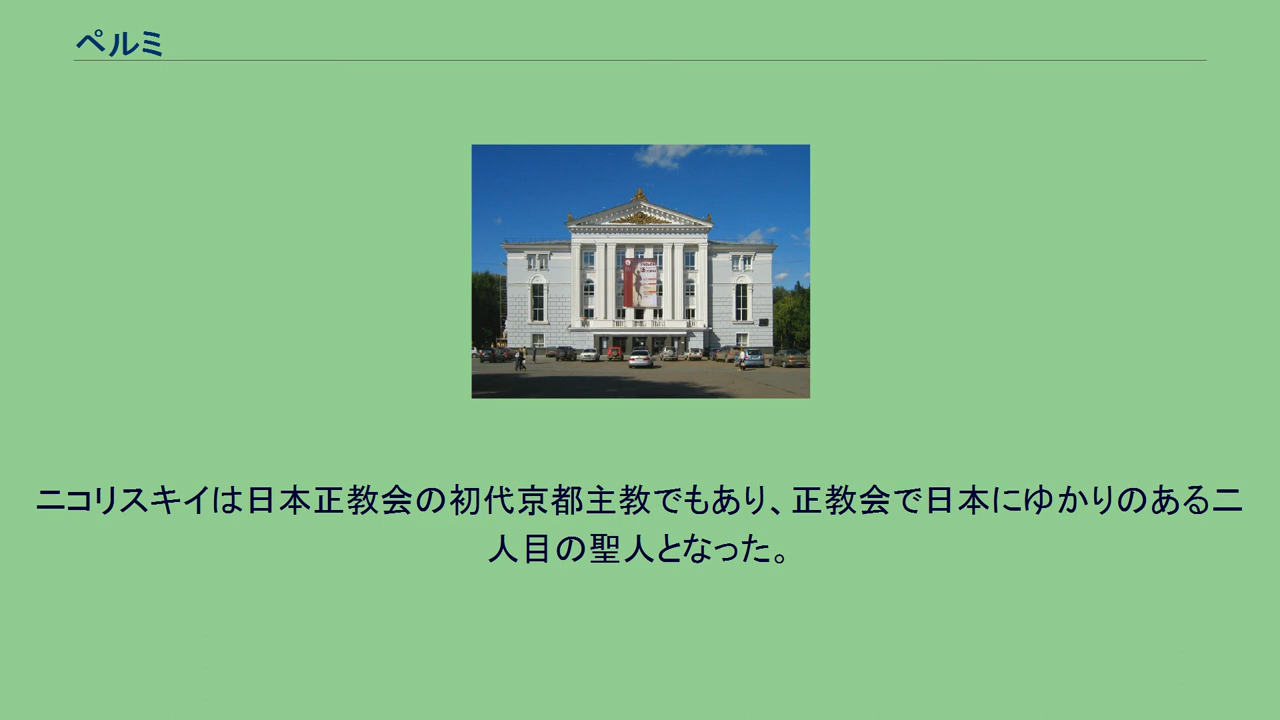 ペルミ
ニコリスキイは日本正教会の初代京都主教でもあり、正教会で日本にゆかりのある二
人目の聖人となった。